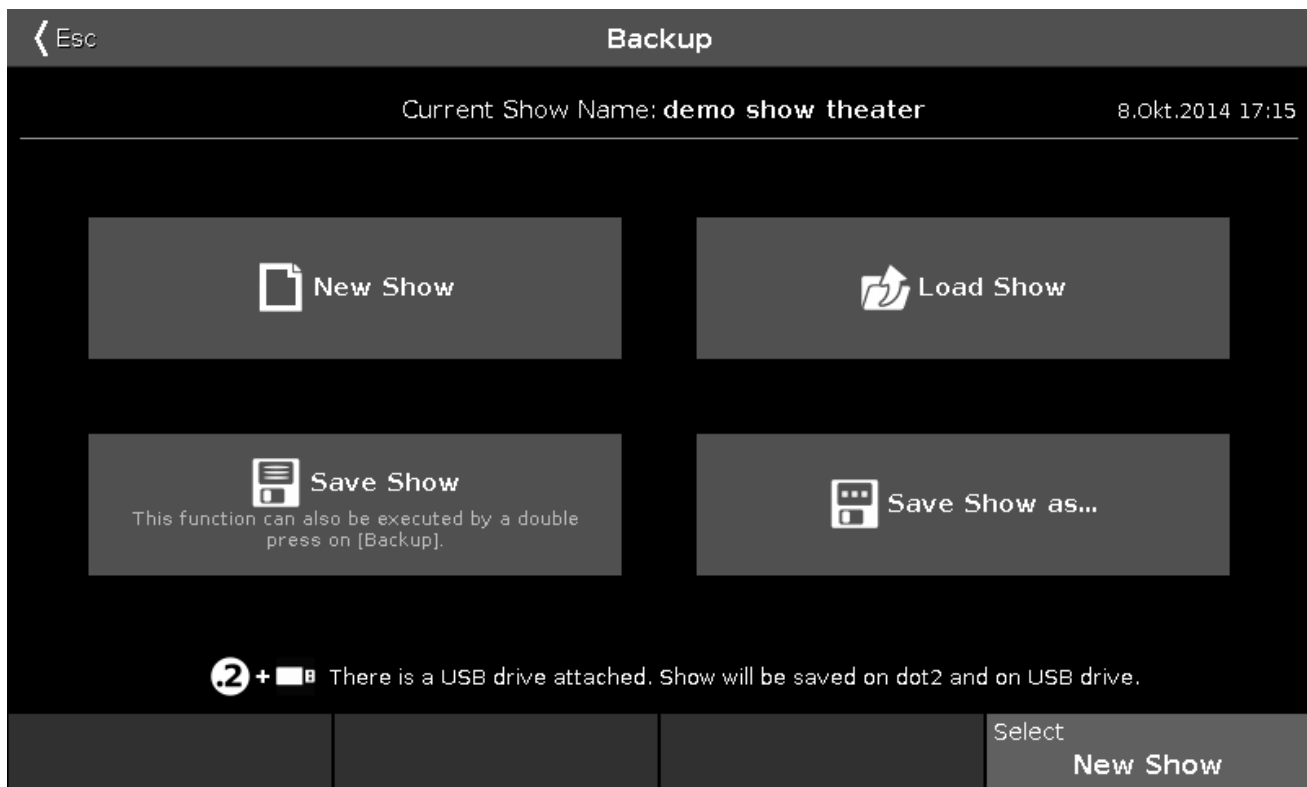 Esc
Backup
Current Show Name: demo show theater
8.Okt.2014 17:15
New Show
Load Show
Save Show
This function can also be executed by a double
press on [Backup].
Save Show as...
.2 + There is a USB drive attached. Show will be saved on dot2 and on USB drive.
Select
New Show